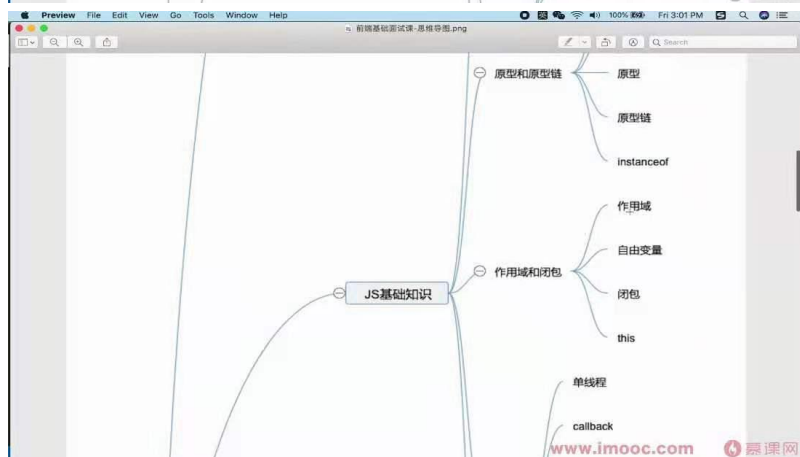 Preview File Edit View Go Tools Window Help 100% Fri 3:01 PM
前端基础面试课-思维导图.png
Search
原型和原型链
原型
原型链
instanceof
作用域
自由变量
作用域和闭包
JS基础知识
闭包
this
单线程
callback
www.imooc.com 慕课网